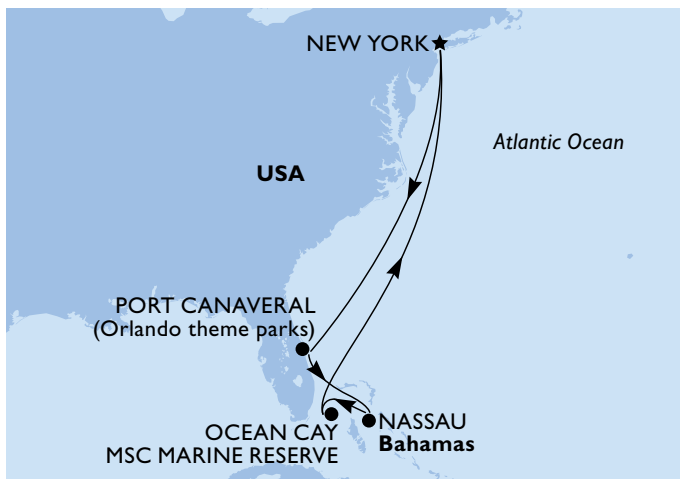 NEW YORK
Atlantic Ocean
USA
PORT CANAVERAL
(Orlando theme parks)
OCEAN CAY
MSC MARINE RESERVE
NASSAU
Bahamas